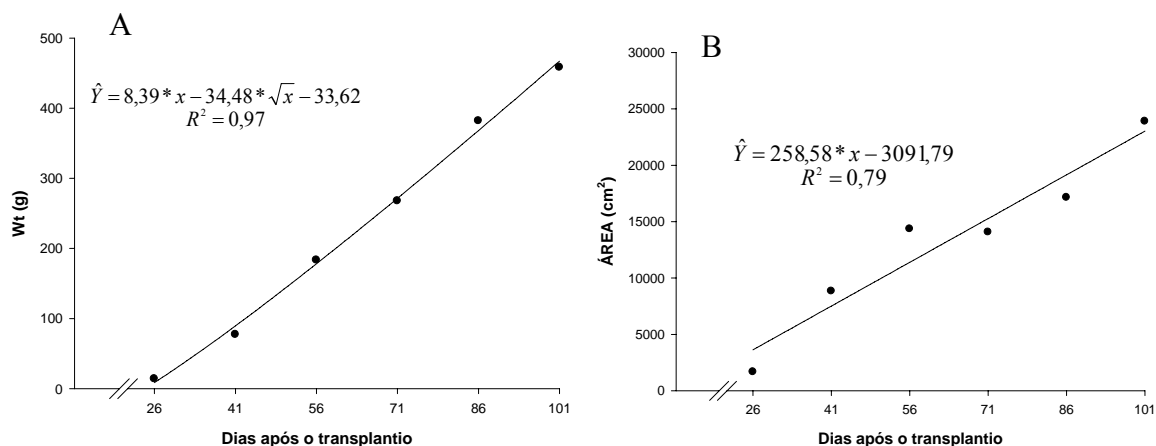 A
500
400
300
200
100
0
Wt (g)
Ŷ = 8,39 * x − 34,48 * √x − 33,62
R² = 0,97
26 41 56 71 86 101
Dias após o transplantio
B
30000
25000
20000
15000
10000
5000
0
ÁREA (cm²)
Ŷ = 258,58 * x − 3091,79
R² = 0,79
26 41 56 71 86 101
Dias após o transplantio